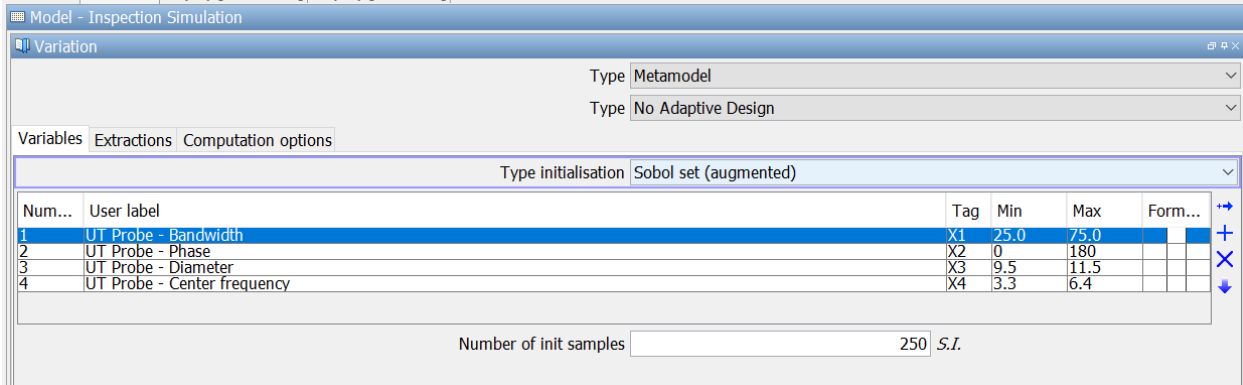 Model - Inspection Simulation
Variation
Type Metamodel
Type No Adaptive Design
Variables Extractions Computation options
Type initialisation Sobol set (augmented)
Num... User label Tag Min Max Form...
1 UT Probe - Bandwidth X1 25.0 75.0
2 UT Probe - Phase X2 0 180
3 UT Probe - Diameter X3 9.5 11.5
4 UT Probe - Center frequency X4 3.3 6.4
Number of init samples 250 S.I.